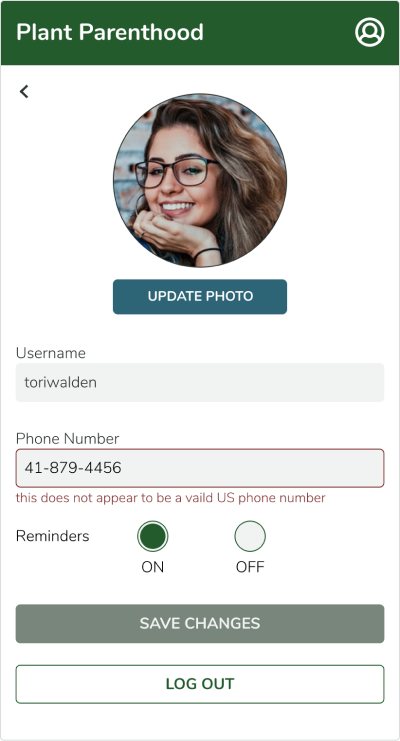 Plant Parenthood
UPDATE PHOTO
Username
toriwalden
Phone Number
41-879-4456
this does not appear to be a vaild US phone number
Reminders
ON OFF
SAVE CHANGES
LOG OUT